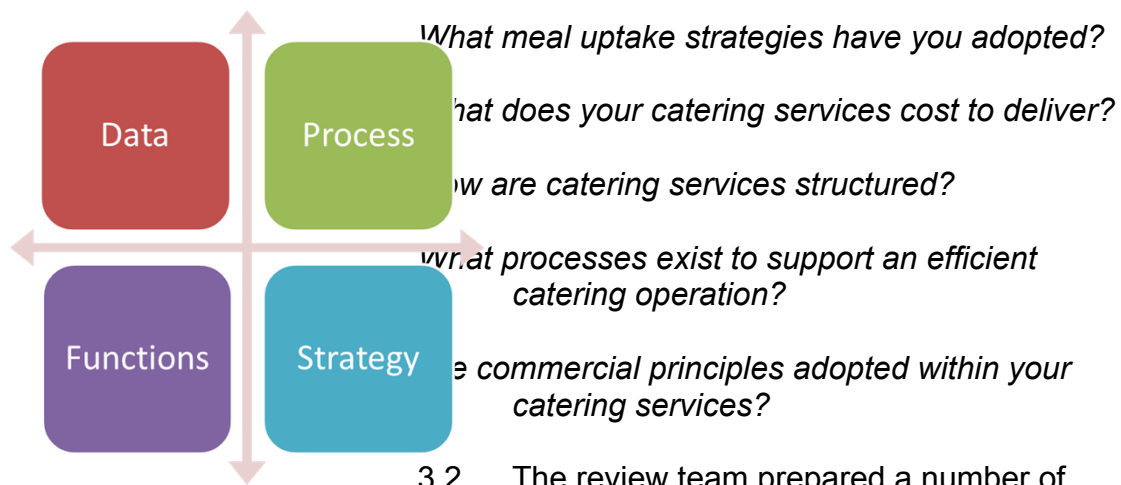 Data
Process
Functions
Strategy
What meal uptake strategies have you adopted?
hat does your catering services cost to deliver?
ow are catering services structured?
What processes exist to support an efficient
catering operation?
e commercial principles adopted within your
catering services?
3.2 The review team prepared a number of